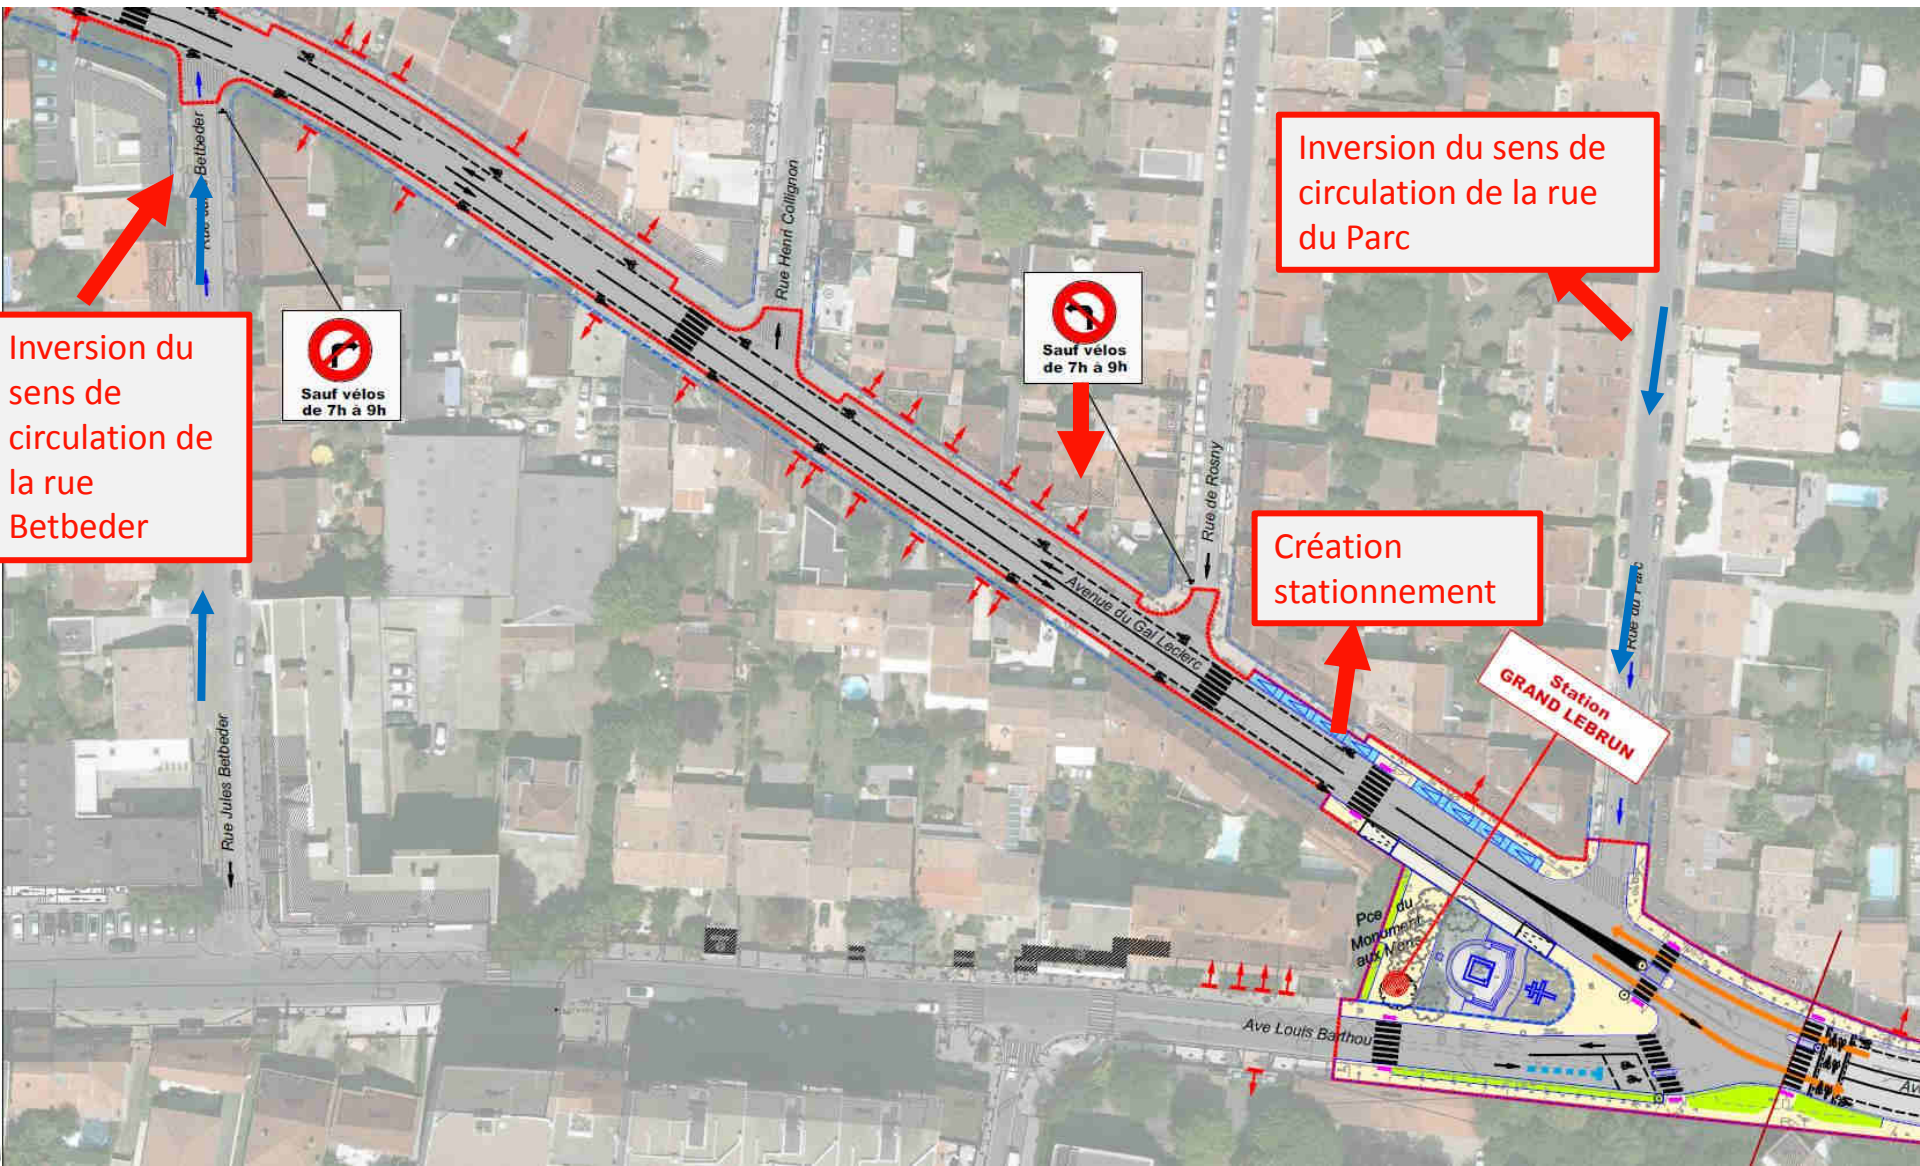 Betbeder
Inversion du
sens de
circulation de
la rue
Betbeder
Sauf vélos
de 7h à 9h
Rue Henri Collignon
Sauf vélos
de 7h à 9h
Inversion du sens de
circulation de la rue
du Parc
Rue de Rosny
Création
stationnement
Rue du Parc
Station
GRAND LEBRUN
Avenue du Gal Leclerc
Rue Jules Betbeder
Pce du
Monument
aux Morts
Ave Louis Barthou
Ave